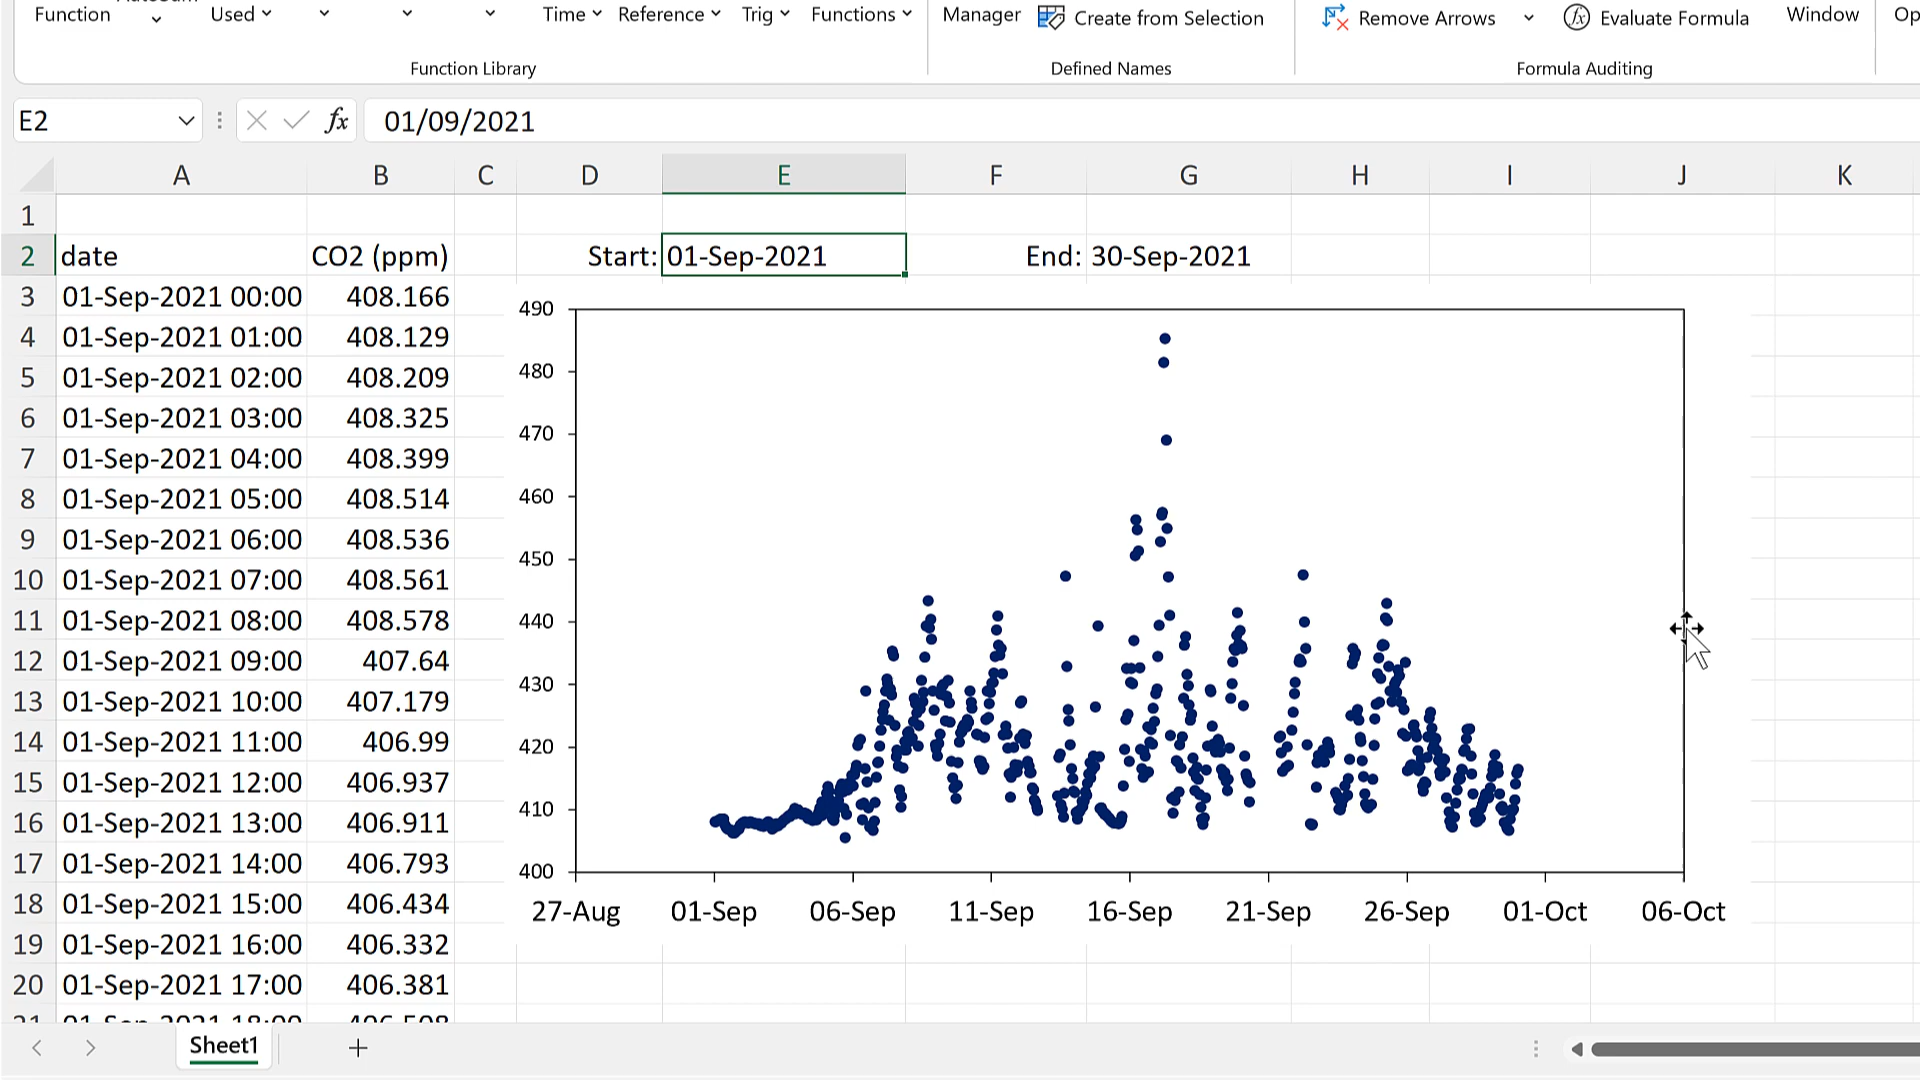 Function Used Time Reference Trig Functions Manager Create from Selection Remove Arrows Evaluate Formula Window Op
Function Library Defined Names Formula Auditing
E2 fx 01/09/2021
A B C D E F G H I J K
1
2 date CO2 (ppm) Start: 01-Sep-2021 End: 30-Sep-2021
3 01-Sep-2021 00:00 408.166
4 01-Sep-2021 01:00 408.129
5 01-Sep-2021 02:00 408.209
6 01-Sep-2021 03:00 408.325
7 01-Sep-2021 04:00 408.399
8 01-Sep-2021 05:00 408.514
9 01-Sep-2021 06:00 408.536
10 01-Sep-2021 07:00 408.561
11 01-Sep-2021 08:00 408.578
12 01-Sep-2021 09:00 407.64
13 01-Sep-2021 10:00 407.179
14 01-Sep-2021 11:00 406.99
15 01-Sep-2021 12:00 406.937
16 01-Sep-2021 13:00 406.911
17 01-Sep-2021 14:00 406.793
18 01-Sep-2021 15:00 406.434
19 01-Sep-2021 16:00 406.332
20 01-Sep-2021 17:00 406.381
490
480
470
460
450
440
430
420
410
400
27-Aug 01-Sep 06-Sep 11-Sep 16-Sep 21-Sep 26-Sep 01-Oct 06-Oct
Sheet1